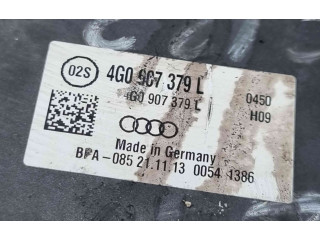 02S
4G0 907 379 L
4G0 907 379 L
0450
H09
Made in Germany
BPA-085 21.11.13 0054 1386